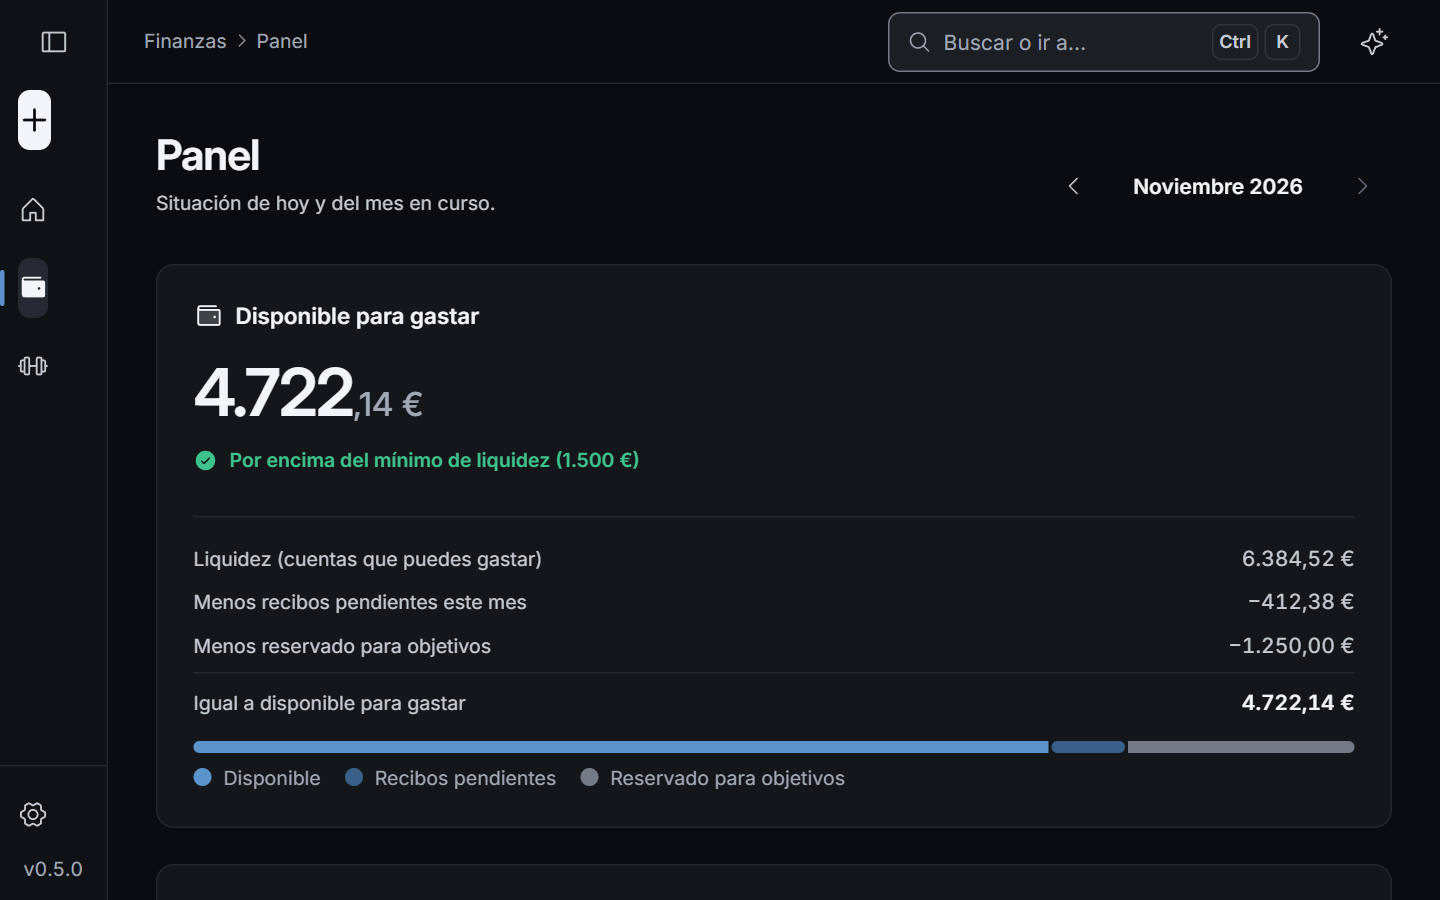 Finanzas > Panel
Buscar o ir a... Ctrl K
Panel
Situación de hoy y del mes en curso.
Noviembre 2026
Disponible para gastar
4.722,14 €
Por encima del mínimo de liquidez (1.500 €)
Liquidez (cuentas que puedes gastar) 6.384,52 €
Menos recibos pendientes este mes −412,38 €
Menos reservado para objetivos −1.250,00 €
Igual a disponible para gastar 4.722,14 €
Disponible Recibos pendientes Reservado para objetivos
v0.5.0